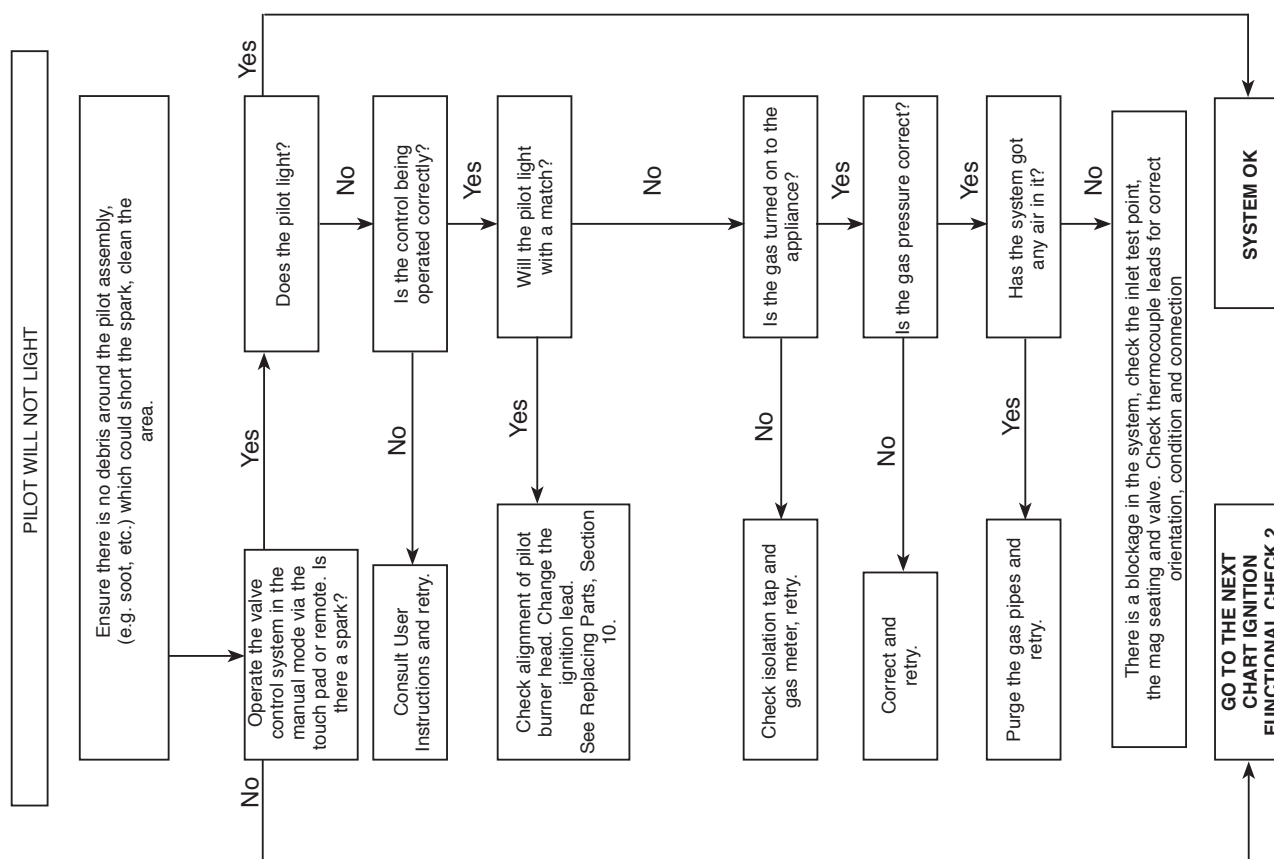 PILOT WILL NOT LIGHT
Ensure there is no debris around the pilot assembly,
(e.g. soot, etc.) which could short the spark, clean the
area.
Operate the valve
control system in the
manual mode via the
touch pad or remote. Is
there a spark?
Yes
No
Does the pilot light?
Yes
No
Is the control being
operated correctly?
No
Yes
Consult User
Instructions and retry.
Will the pilot light
with a match?
Yes
No
Check alignment of pilot
burner head. Change the
ignition lead.
See Replacing Parts, Section
10.
Is the gas turned on to the
appliance?
No
Yes
Check isolation tap and
gas meter, retry.
Is the gas pressure correct?
No
Yes
Correct and
retry.
Has the system got
any air in it?
Yes
No
Purge the gas pipes and
retry.
There is a blockage in the system, check the inlet test point,
the mag seating and valve. Check thermocouple leads for correct
orientation, condition and connection
GO TO THE NEXT
CHART IGNITION
FUNCTIONAL CHECK 2
SYSTEM OK